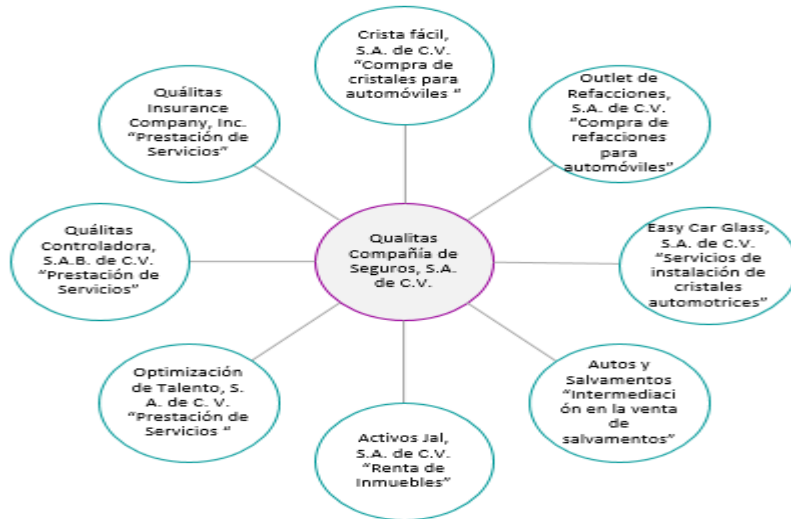 Crista fácil,
S.A. de C.V.
“Compra de
cristales para
automóviles “
Outlet de
Refacciones,
S.A. de C.V.
“Compra de
refacciones
para
automóviles”
Easy Car Glass,
S.A. de C.V.
“Servicios de
instalación de
cristales
automotrices”
Autos y
Salvamentos
“Intermediaci
ón en la venta
de
salvamentos”
Activos Jal,
S.A. de C.V.
“Renta de
Inmuebles”
Optimización
de Talento, S.
A. de C. V.
“Prestación de
Servicios “
Quálitas
Controladora,
S.A.B. de C.V.
“Prestación de
Servicios”
Quálitas
Insurance
Company, Inc.
“Prestación de
Servicios”
Qualitas
Compañía de
Seguros, S.A.
de C.V.